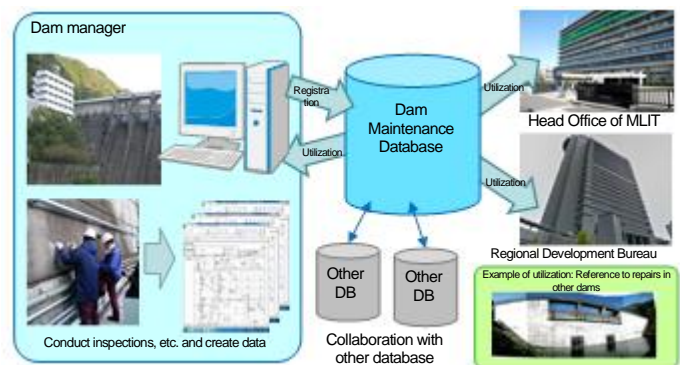 Dam manager
Registra
tion
Utilization
Dam
Maintenance
Database
Utilization
Utilization
Head Office of MLIT
Regional Development Bureau
Other
DB
Other
DB
Collaboration with
other database
Conduct inspections, etc. and create data
Example of utilization: Reference to repairs in
other dams